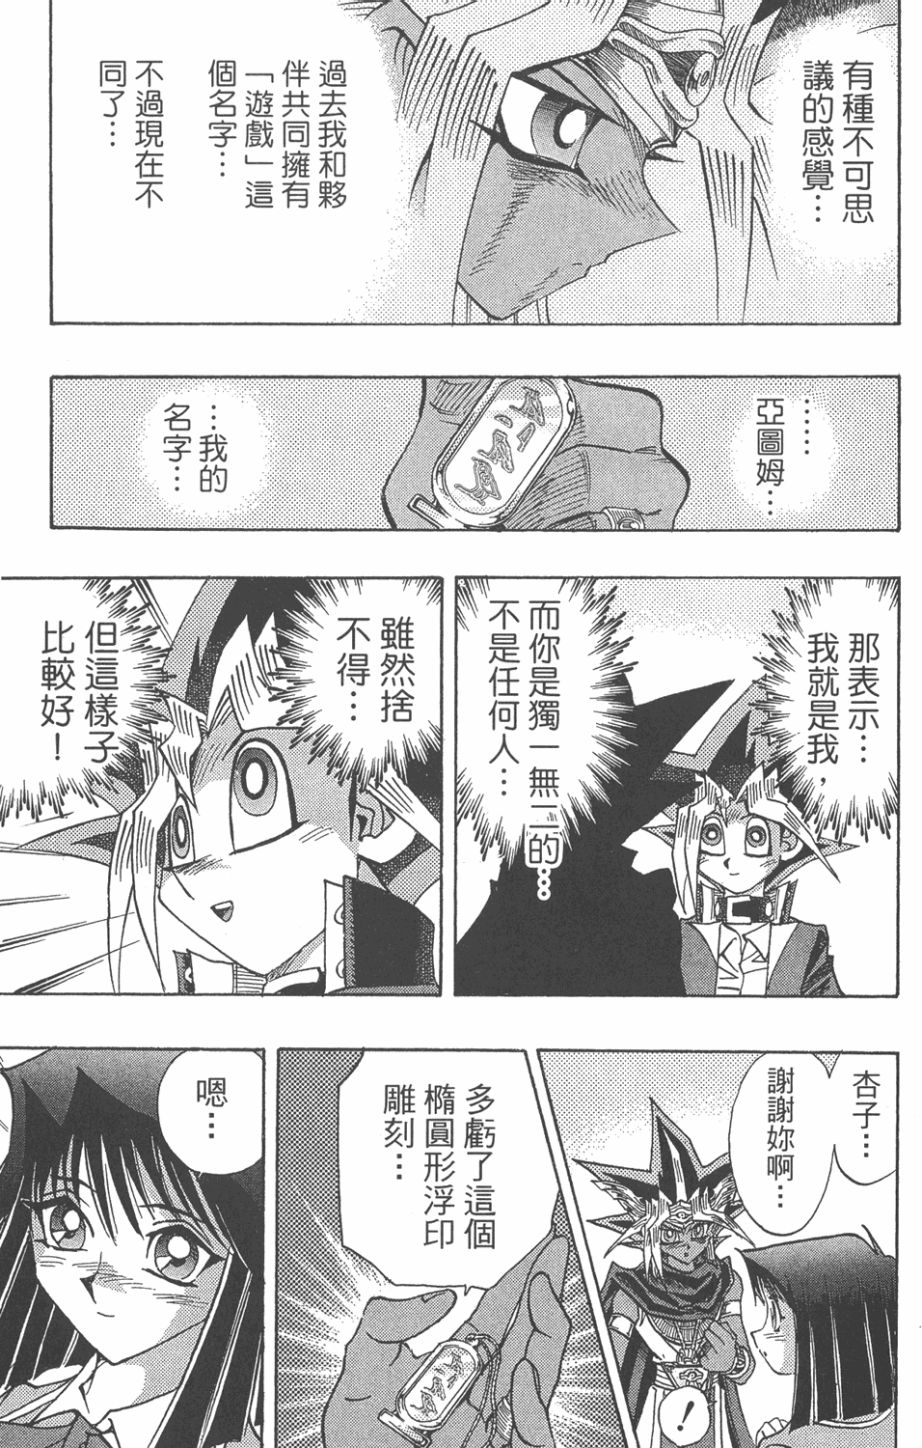 有種不可思
議的感覺…
過去我和夥
伴共同擁有
「遊戲」這
個名字…
不過現在不
同了…
……
亞圖姆…
…我的
名字…
那表示…
我就是我，
而你是獨一無二的…
不是任何人…
雖然捨
不得…
但這樣子
比較好！
杏子…
謝謝妳啊…
！
多虧了這個
橢圓形浮印
雕刻…
嗯…